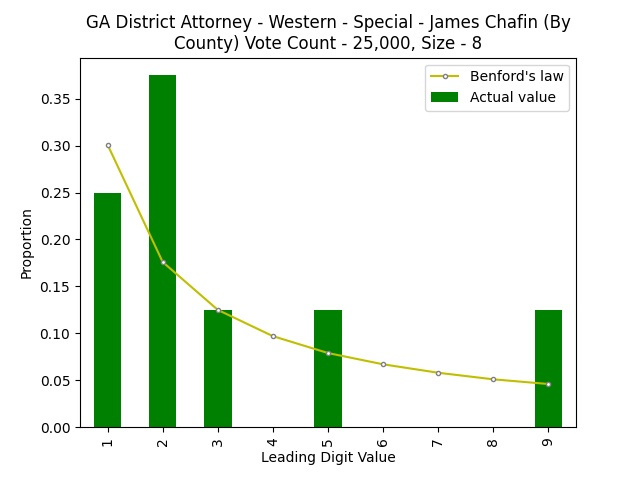 GA District Attorney - Western - Special - James Chafin (By
County) Vote Count - 25,000, Size - 8
Benford's law
Actual value
0.35
0.30
0.25
0.20
0.15
0.10
0.05
0.00
Proportion
1 2 3 4 5 6 7 8 9
Leading Digit Value